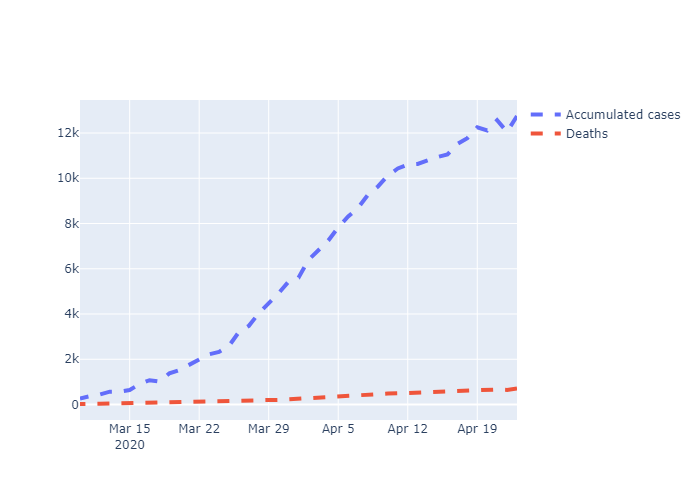 12k
10k
8k
6k
4k
2k
0
Mar 15
2020
Mar 22
Mar 29
Apr 5
Apr 12
Apr 19
Accumulated cases
Deaths